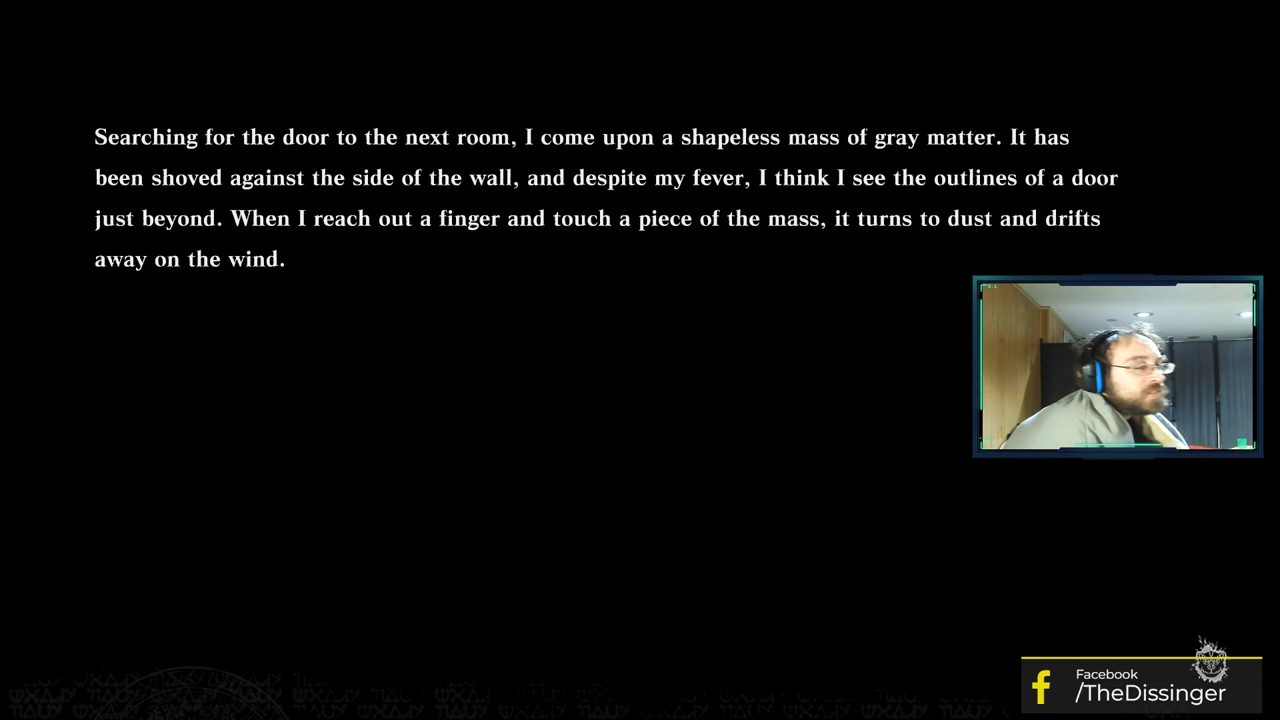 Searching for the door to the next room, I come upon a shapeless mass of gray matter. It has
been shoved against the side of the wall, and despite my fever, I think I see the outlines of a door
just beyond. When I reach out a finger and touch a piece of the mass, it turns to dust and drifts
away on the wind.
Facebook
/TheDissinger